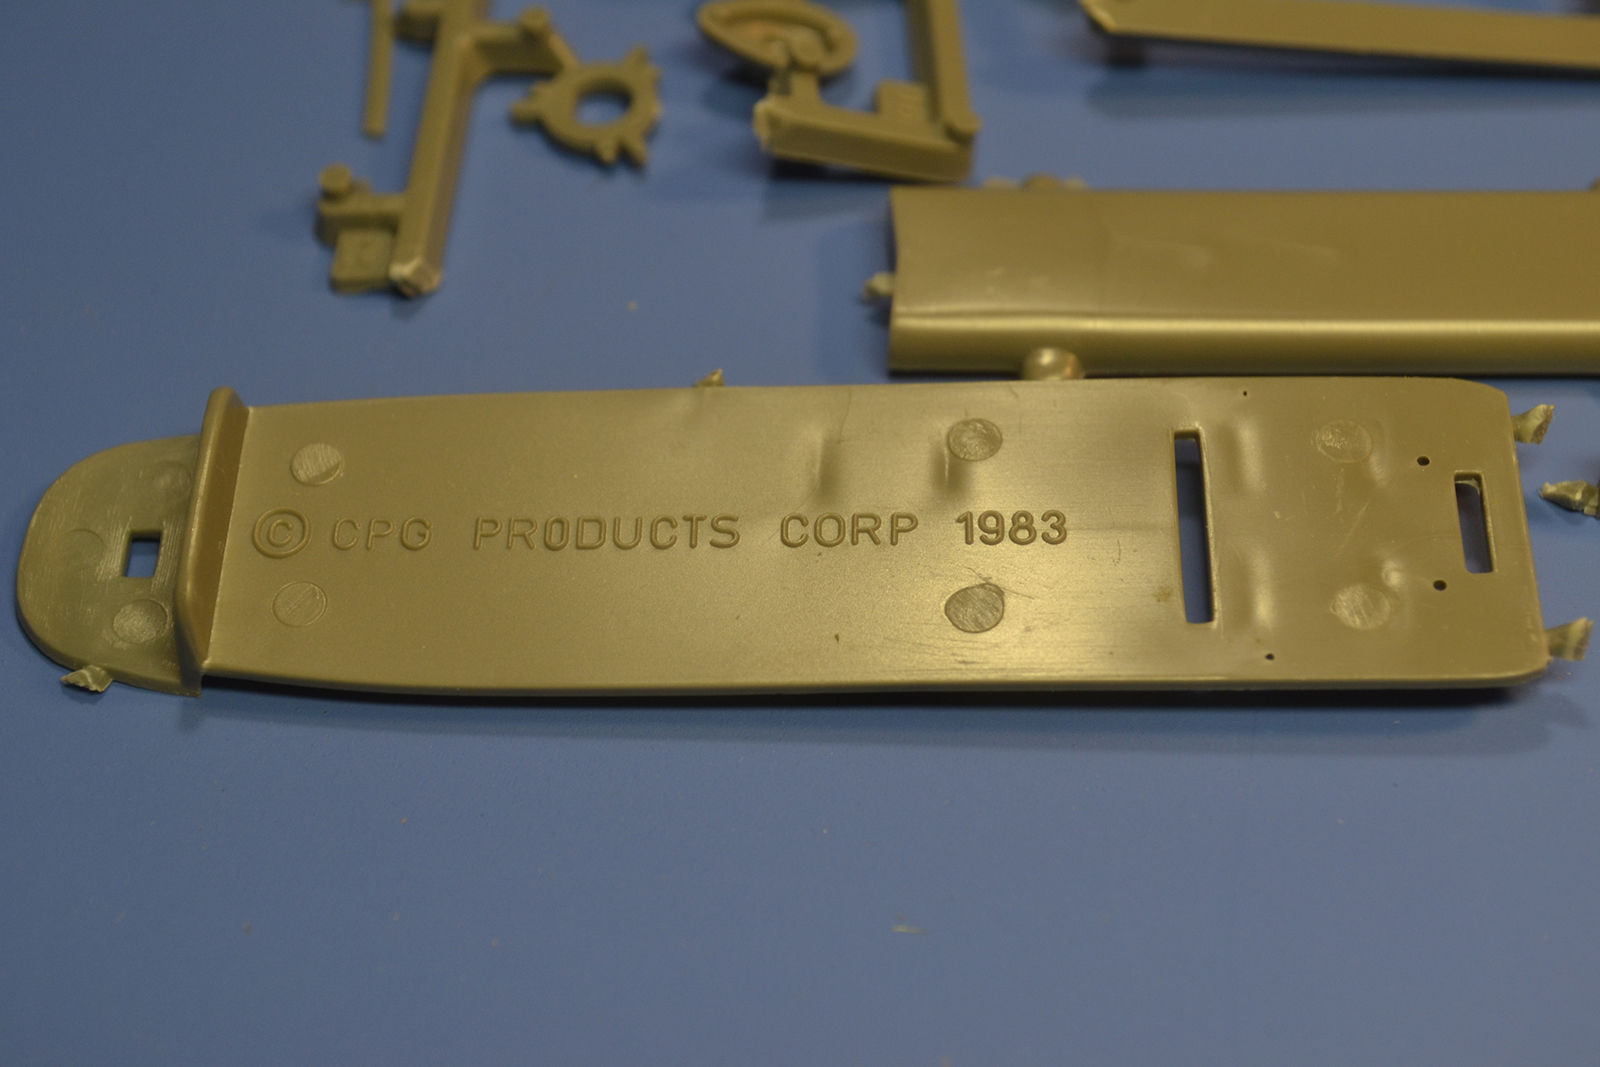 © CPG PRODUCTS CORP 1983